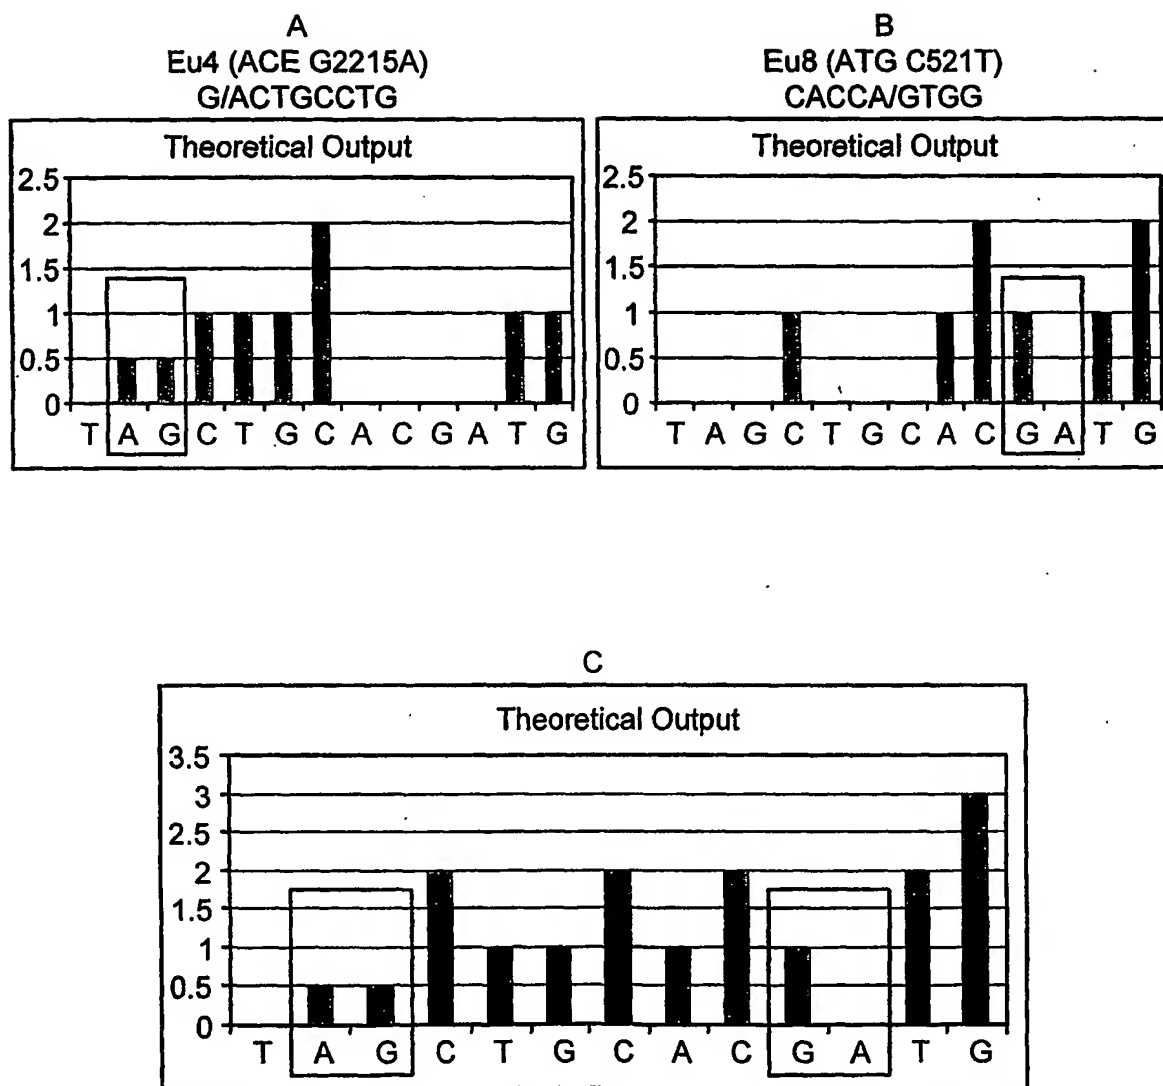 A
Eu4 (ACE G2215A)
G/ACTGCCTG
Theoretical Output
2.5
2
1.5
1
0.5
0
T A G C T G C A C G A T G
B
Eu8 (ATG C521T)
CACCA/GTGG
Theoretical Output
2.5
2
1.5
1
0.5
0
T A G C T G C A C G A T G
C
Theoretical Output
3.5
3
2.5
2
1.5
1
0.5
0
T A G C T G C A C G A T G